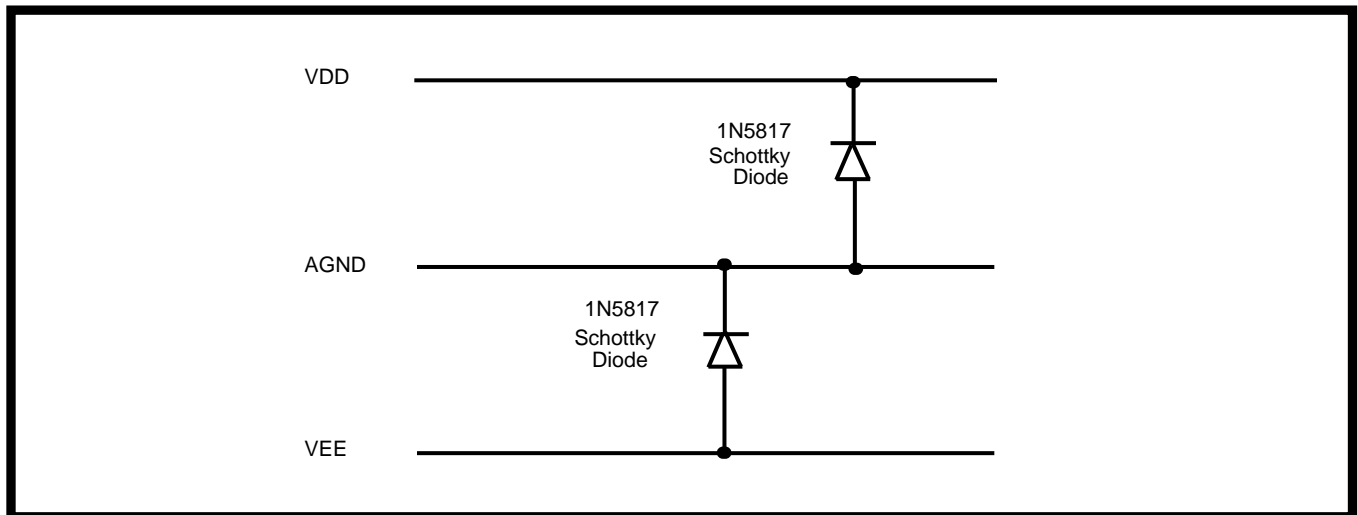 VDD
1N5817
Schottky
Diode
AGND
1N5817
Schottky
Diode
VEE